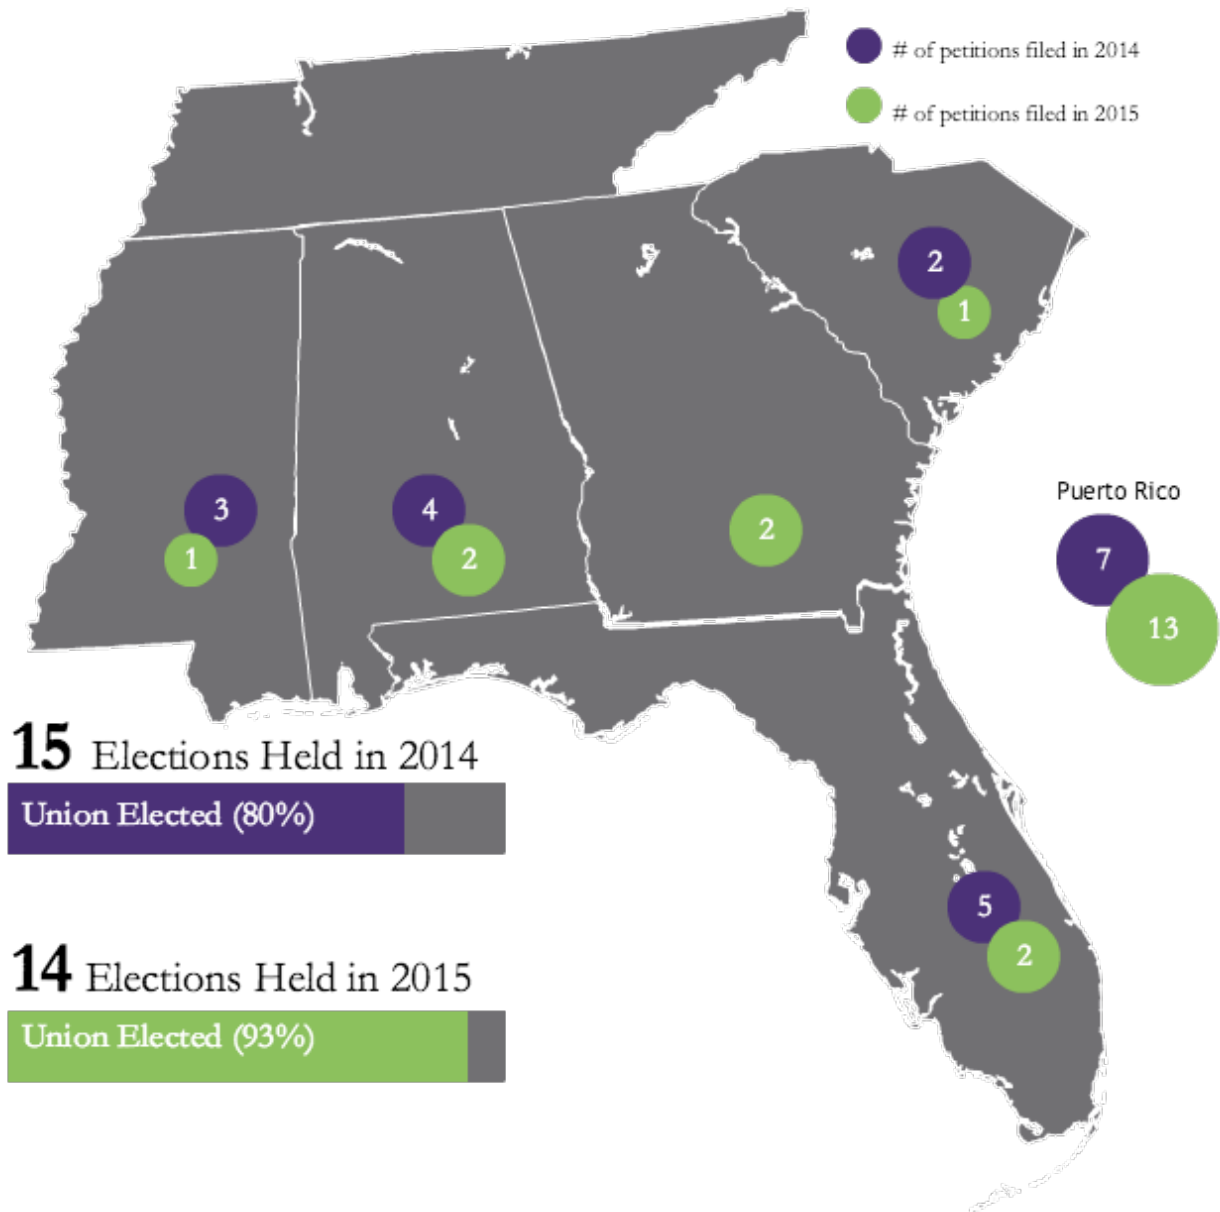 # of petitions filed in 2014
# of petitions filed in 2015
2
1
3
1
4
2
2
Puerto Rico
7
13
15 Elections Held in 2014
Union Elected (80%)
5
2
14 Elections Held in 2015
Union Elected (93%)